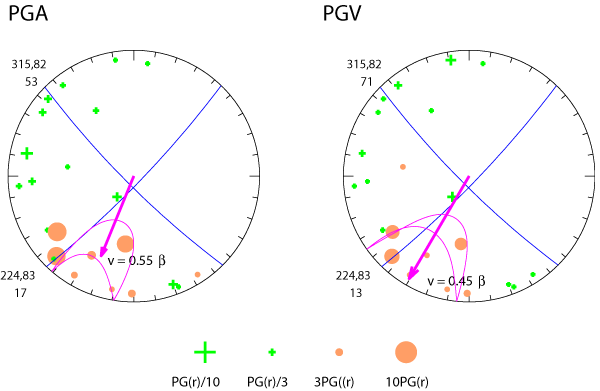 PGA
PGV
315,82
53
315,82
71
v = 0.55 β
v = 0.45 β
224,83
17
224,83
13
PG(r)/10
PG(r)/3
3PG((r)
10PG(r)